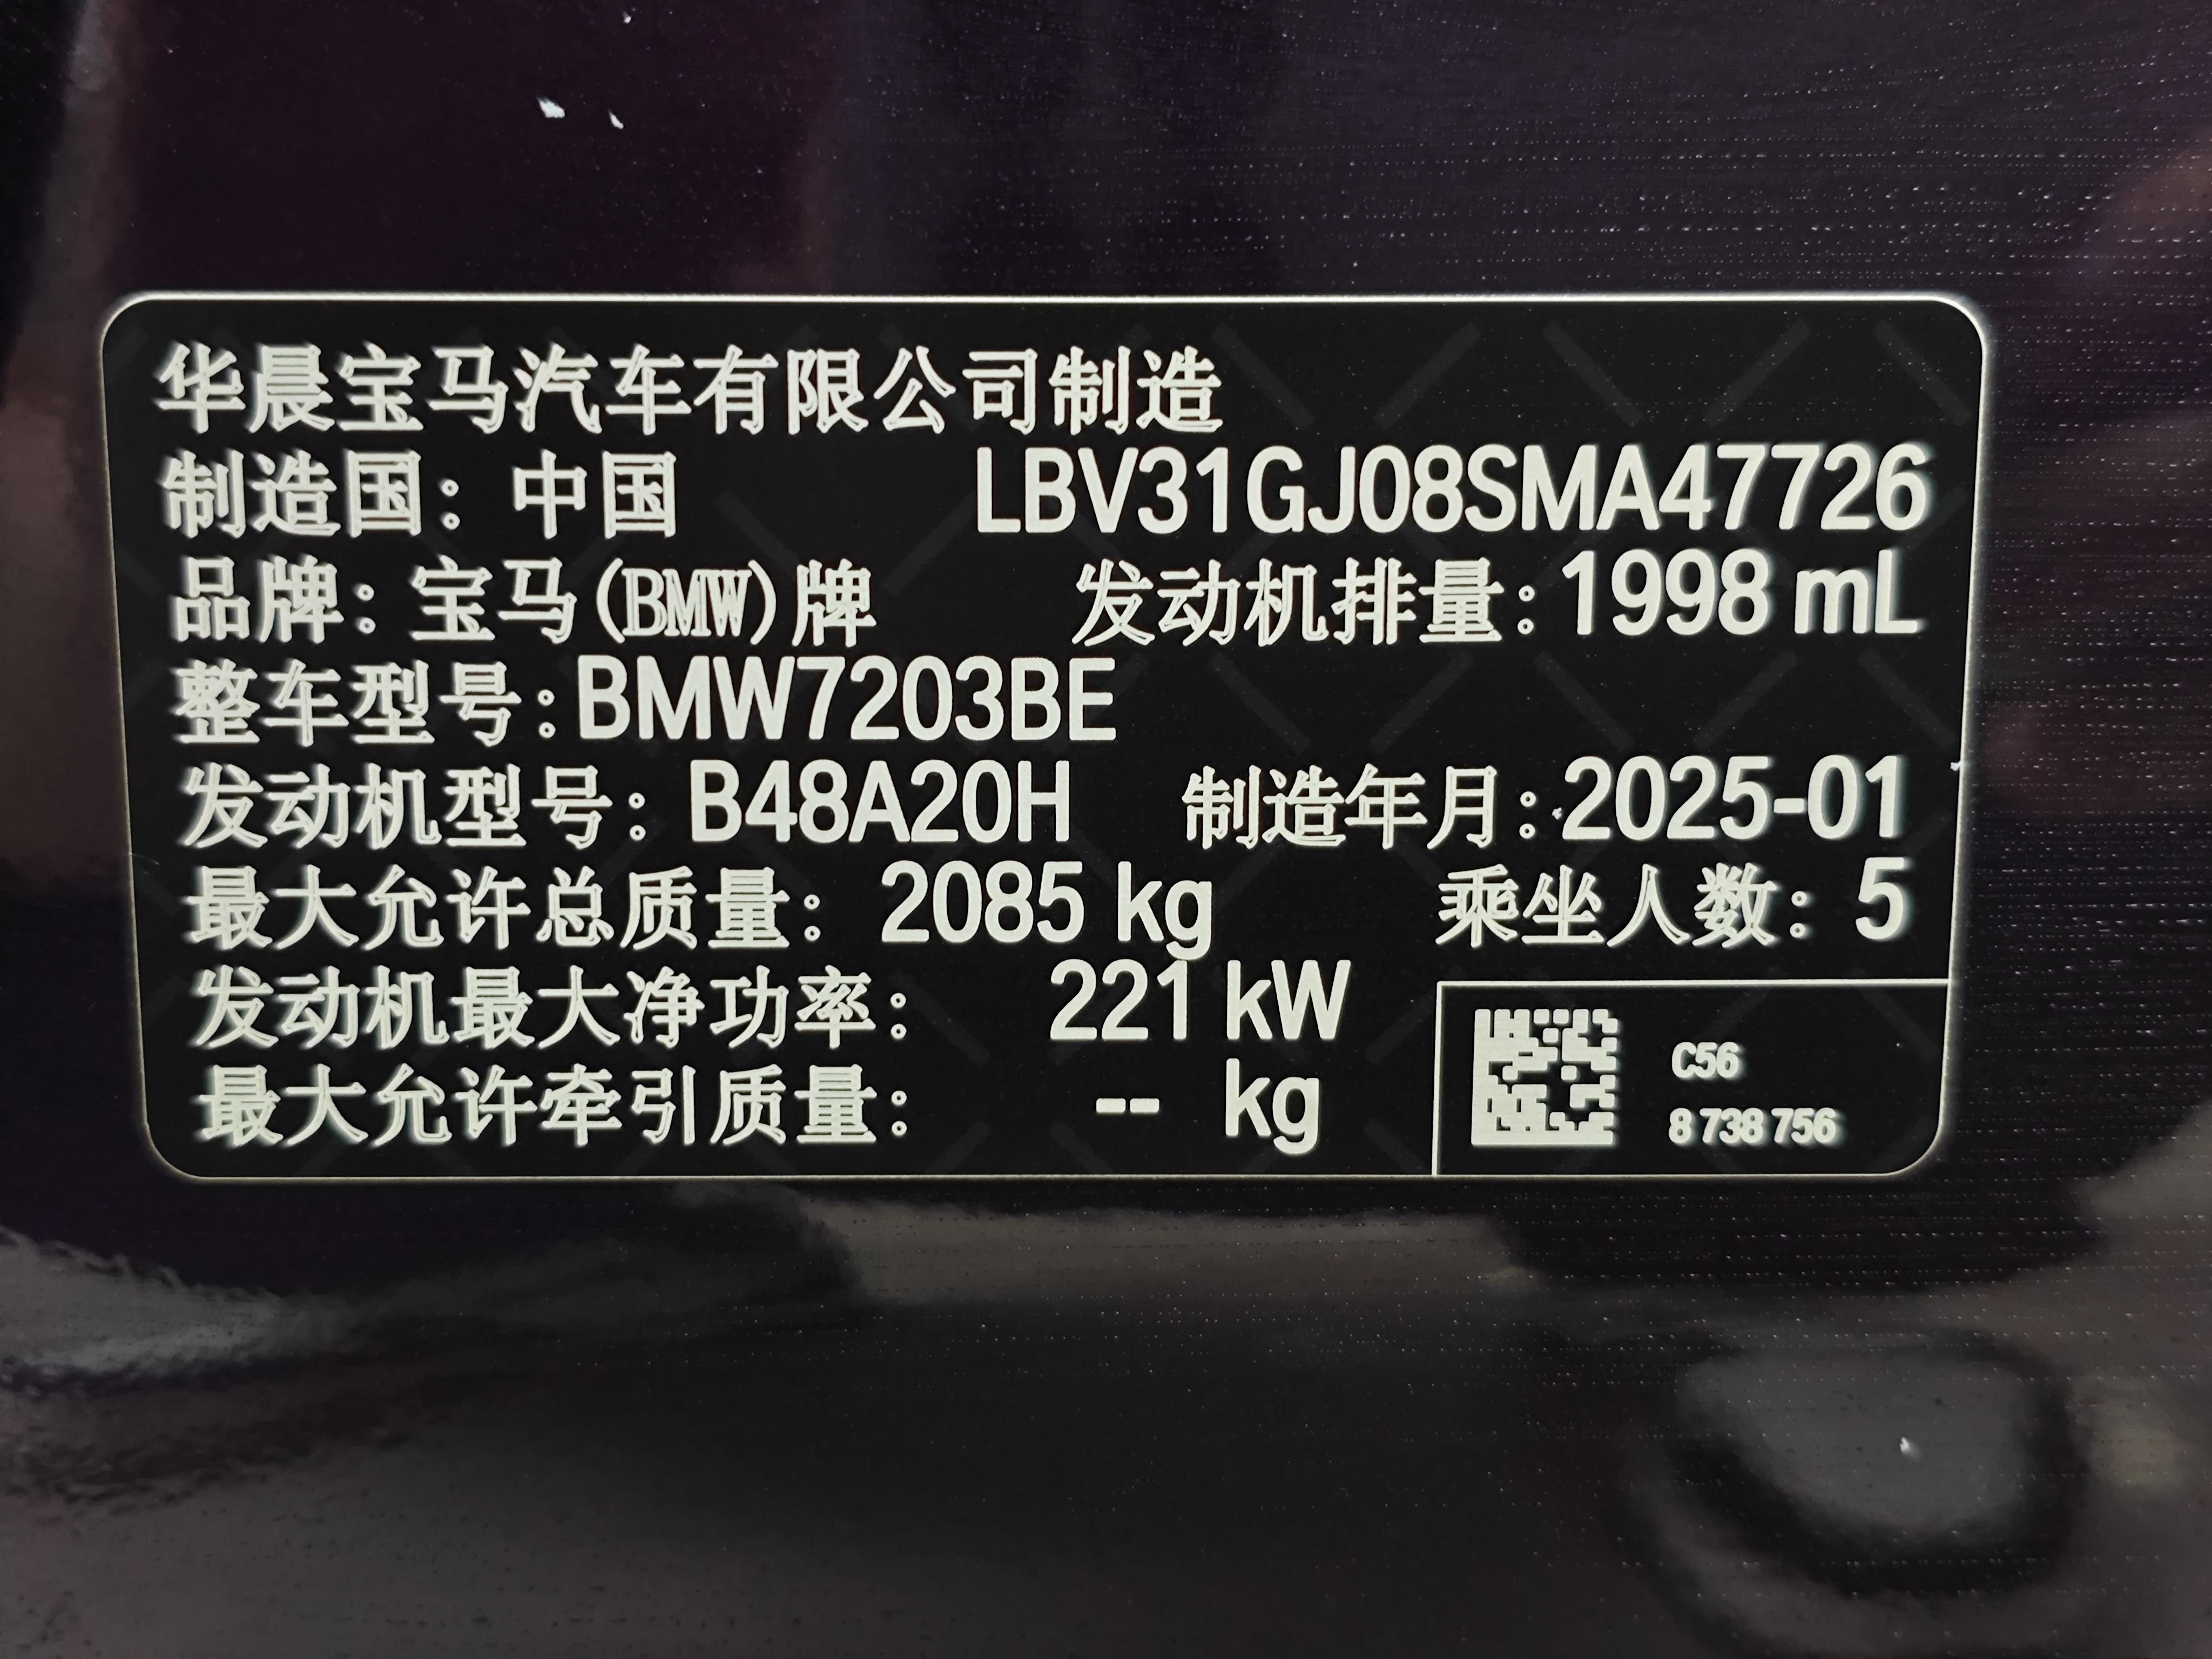 华晨宝马汽车有限公司制造
制造国：中国 LBV31GJ08SMA47726
品牌：宝马(BMW)牌 发动机排量：1998 mL
整车型号：BMW7203BE
发动机型号：B48A20H 制造年月：2025-01
最大允许总质量：2085 kg 乘坐人数：5
发动机最大净功率：221 kW
最大允许牵引质量：-- kg
C56
8 738 756